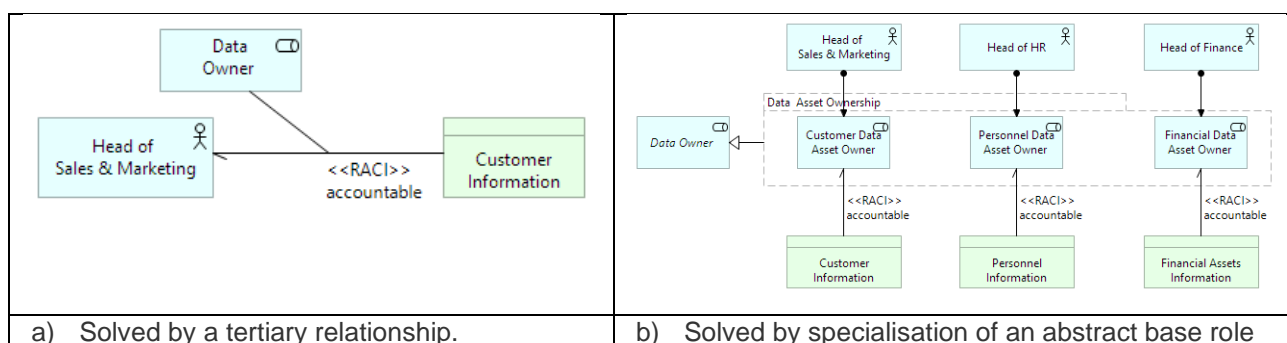 Data
Owner
Head of
Sales & Marketing
<<RACI>>
accountable
Customer
Information
a) Solved by a tertiary relationship.
Head of
Sales & Marketing
Head of HR
Head of Finance
Data Asset Ownership
Data Owner
Customer Data
Asset Owner
Personnel Data
Asset Owner
Financial Data
Asset Owner
<<RACI>>
accountable
<<RACI>>
accountable
<<RACI>>
accountable
Customer
Information
Personnel
Information
Financial Assets
Information
b) Solved by specialisation of an abstract base role